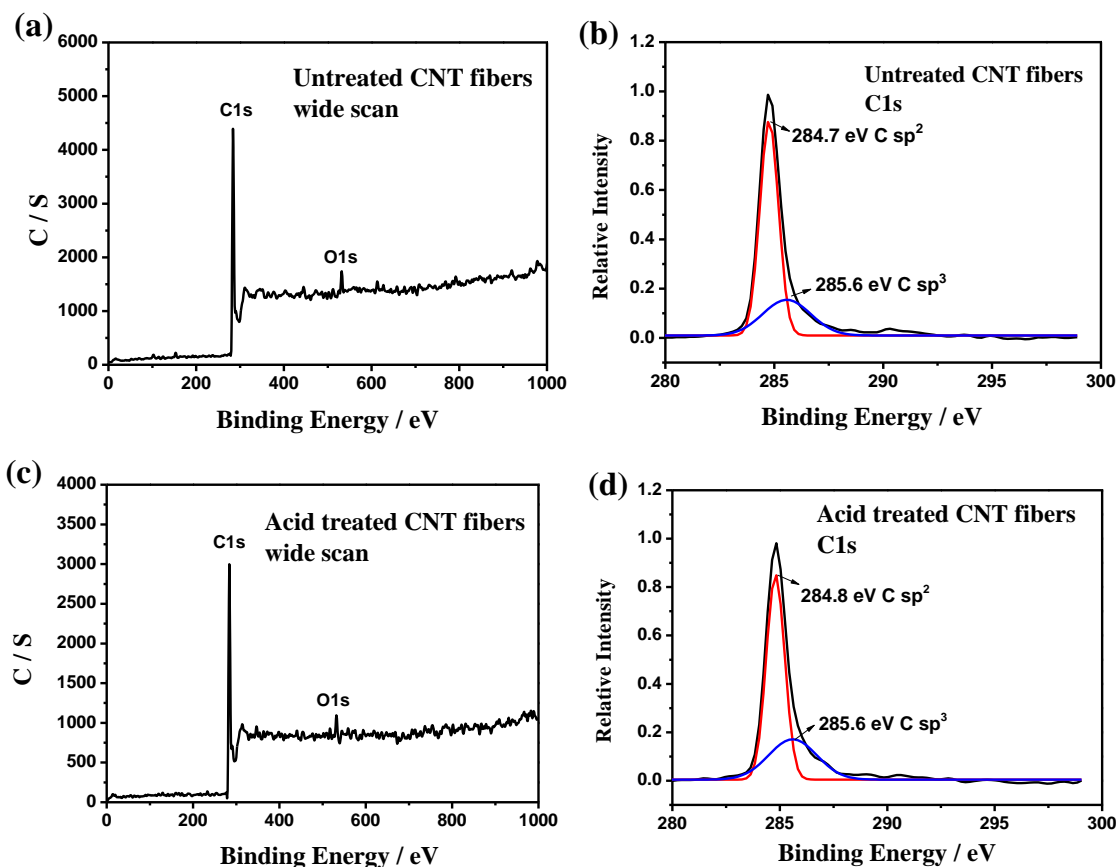 (a)
6000
5000
4000
3000
2000
1000
0
C / S
Untreated CNT fibers
wide scan
C1s
O1s
0 200 400 600 800 1000
Binding Energy / eV
(b)
1.2
1.0
0.8
0.6
0.4
0.2
0.0
Relative Intensity
Untreated CNT fibers
C1s
284.7 eV C sp²
285.6 eV C sp³
280 285 290 295 300
Binding Energy / eV
(c)
4000
3500
3000
2500
2000
1500
1000
500
0
C / S
Acid treated CNT fibers
wide scan
C1s
O1s
0 200 400 600 800 1000
Binding Energy / eV
(d)
1.2
1.0
0.8
0.6
0.4
0.2
0.0
Relative Intensity
Acid treated CNT fibers
C1s
284.8 eV C sp²
285.6 eV C sp³
280 285 290 295 300
Binding Energy / eV